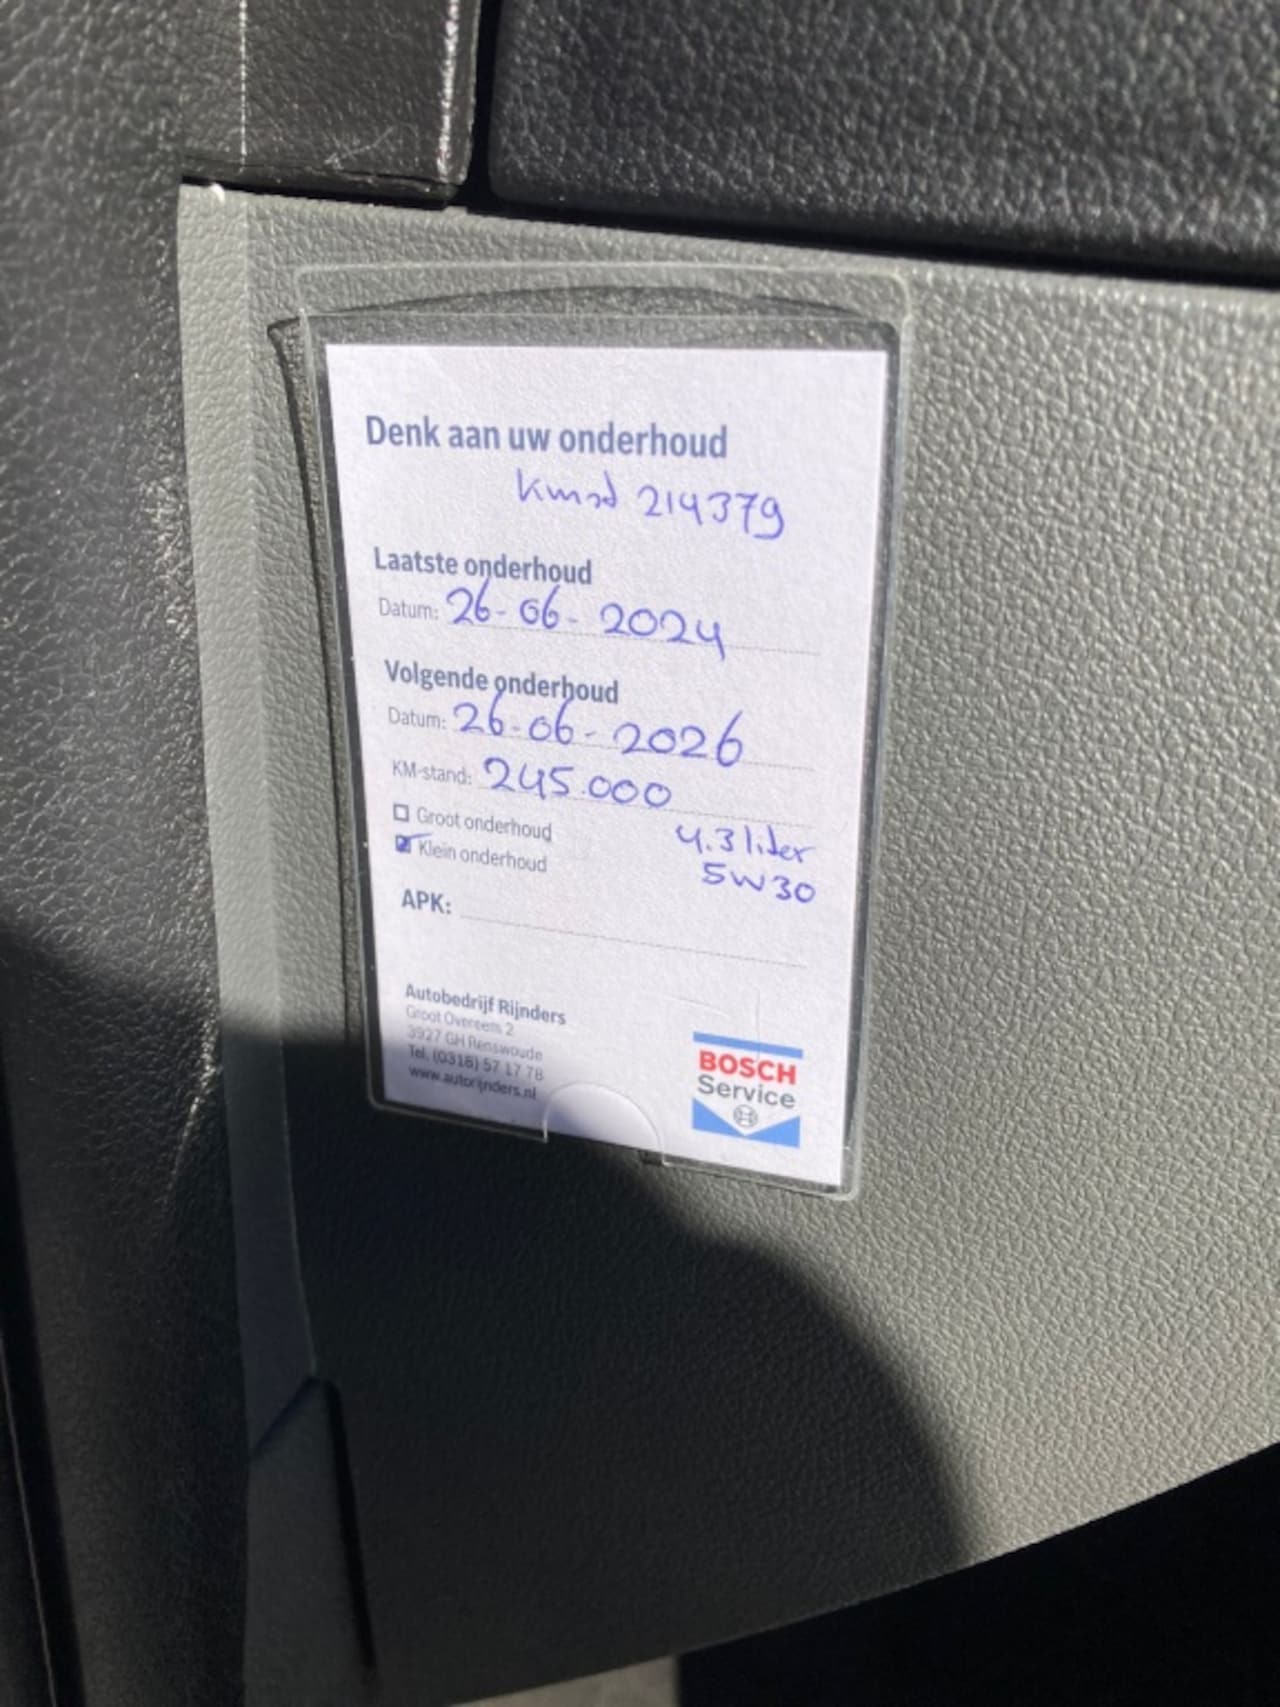 Denk aan uw onderhoud
Kmsd 214379
Laatste onderhoud
Datum: 26-06-2024
Volgende onderhoud
Datum: 26-06-2026
KM-stand: 245.000
Groot onderhoud
Klein onderhoud
4.3 liter
5W30
APK:
Autobedrijf Rijnders
Groot Overeem 2
3927 GH Renswoude
Tel. (0318) 57 17 78
www.autorijnders.nl
BOSCH
Service